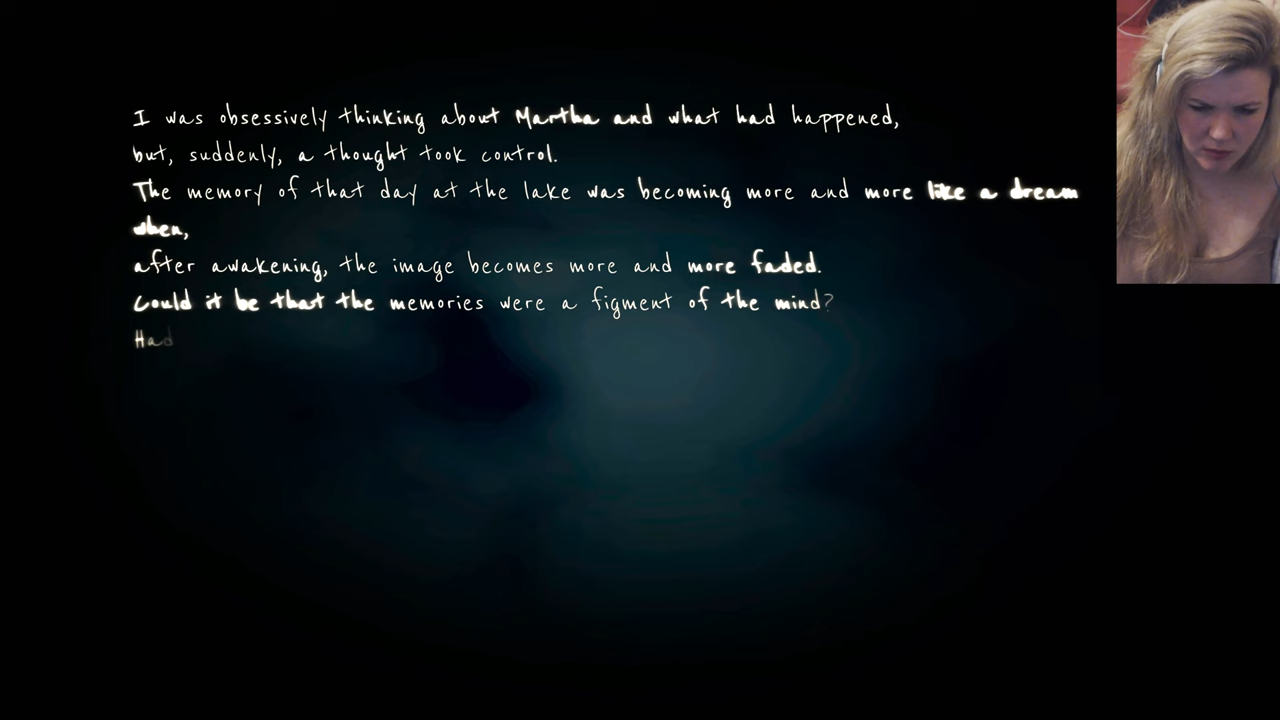 I was obsessively thinking about Martha and what had happened,
but, suddenly, a thought took control.
The memory of that day at the lake was becoming more and more like a dream
when,
after awakening, the image becomes more and more faded.
Could it be that the memories were a figment of the mind?
Had